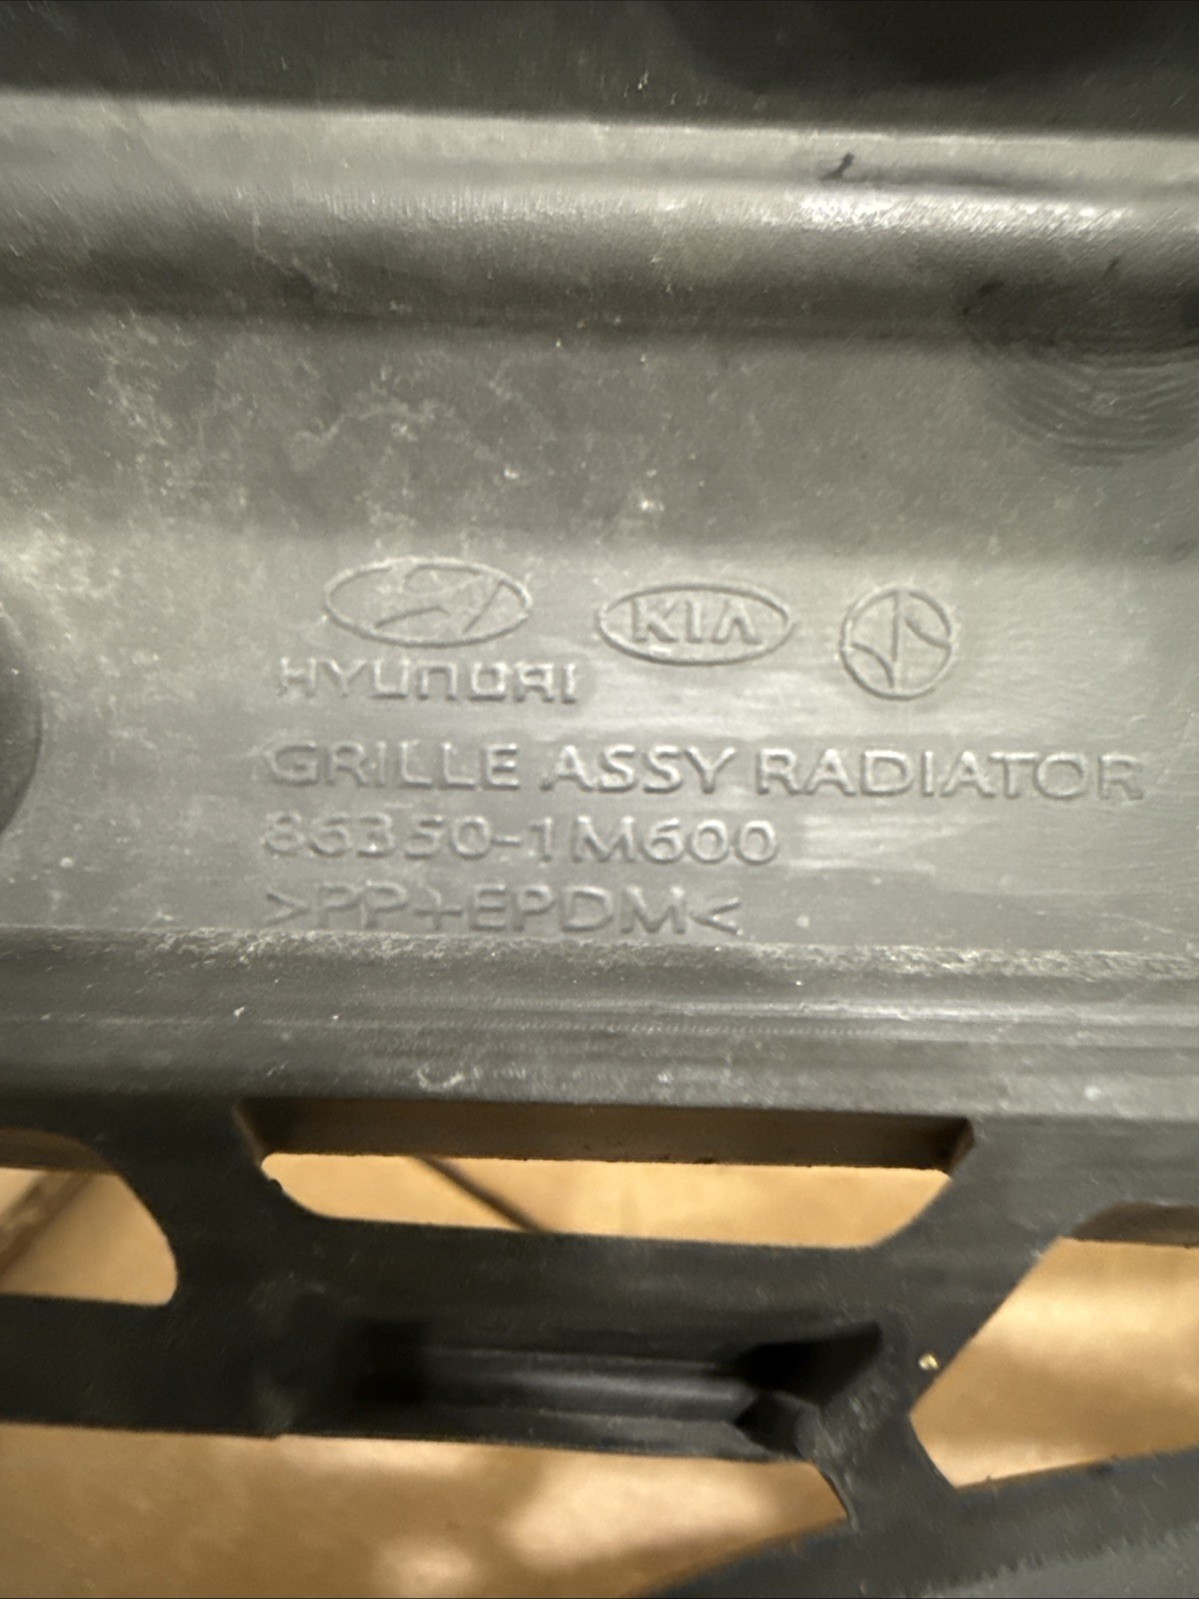 KIA
HYUNDAI
GRILLE ASSY RADIATOR
86350-1M600
>PP+EPDM<